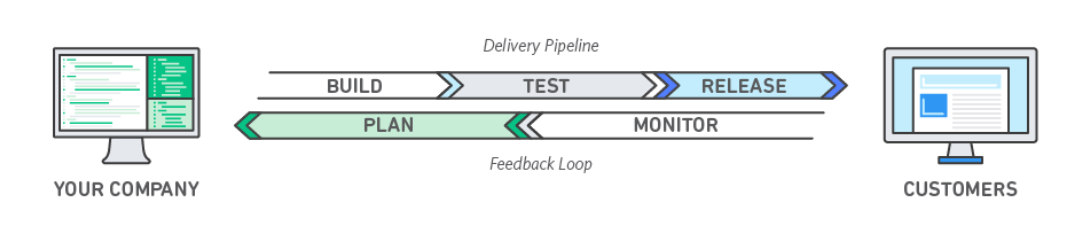 Delivery Pipeline
BUILD TEST RELEASE
PLAN MONITOR
Feedback Loop
YOUR COMPANY CUSTOMERS